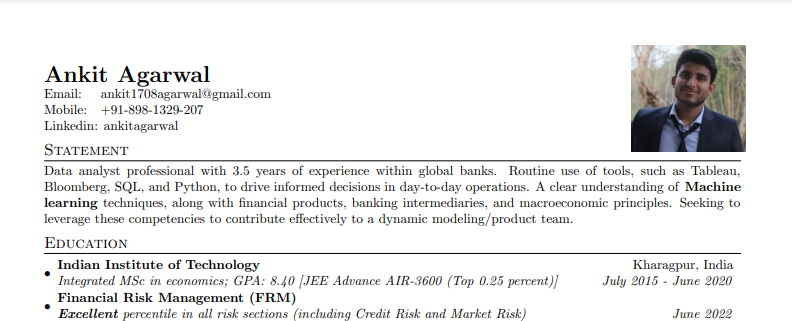 Ankit Agarwal
Email: ankit1708agarwal@gmail.com
Mobile: +91-898-1329-207
Linkedin: ankitagarwal
Statement
Data analyst professional with 3.5 years of experience within global banks. Routine use of tools, such as Tableau,
Bloomberg, SQL, and Python, to drive informed decisions in day-to-day operations. A clear understanding of Machine
learning techniques, along with financial products, banking intermediaries, and macroeconomic principles. Seeking to
leverage these competencies to contribute effectively to a dynamic modeling/product team.
Education
• Indian Institute of Technology Kharagpur, India
Integrated MSc in economics; GPA: 8.40 [JEE Advance AIR-3600 (Top 0.25 percent)] July 2015 - June 2020
• Financial Risk Management (FRM)
Excellent percentile in all risk sections (including Credit Risk and Market Risk) June 2022